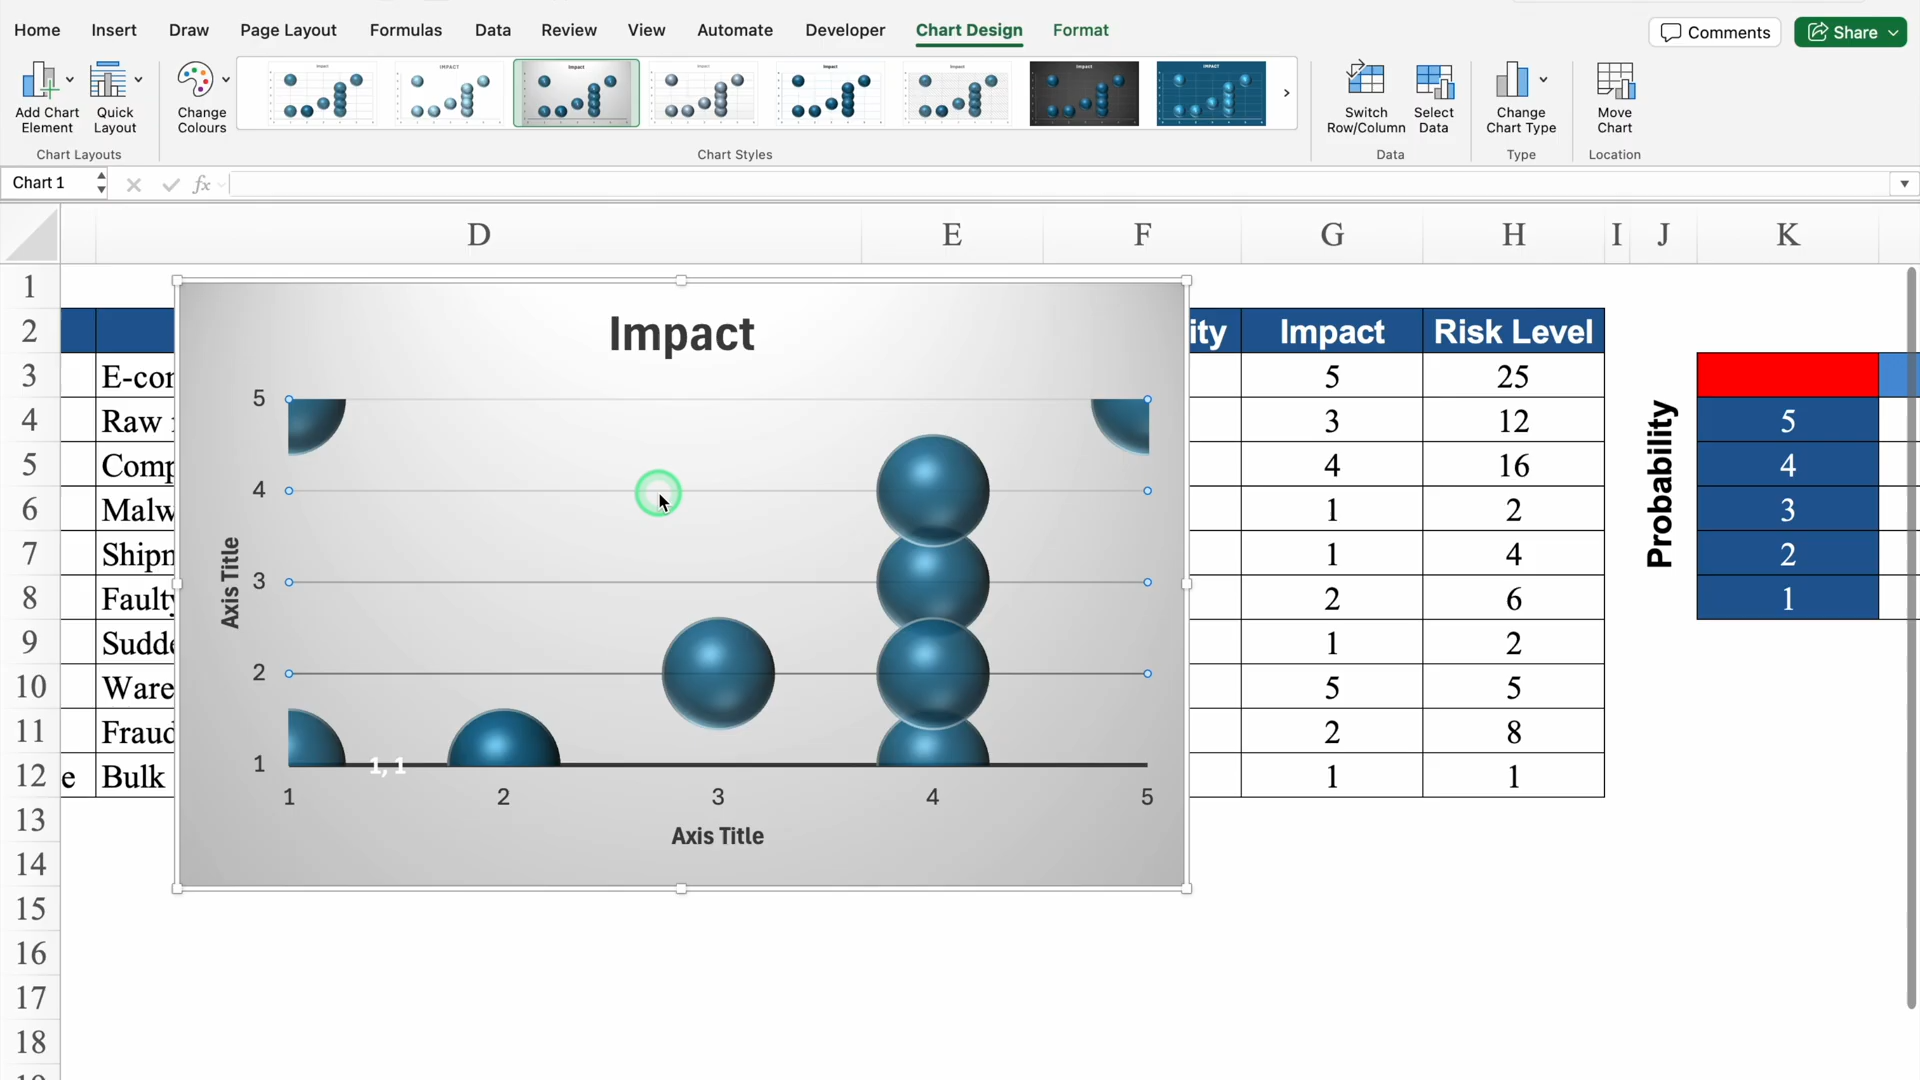 Home Insert Draw Page Layout Formulas Data Review View Automate Developer Chart Design Format Comments Share
Add Chart Element
Quick Layout
Change Colours
Switch Row/Column
Select Data
Change Chart Type
Move Chart
Chart Layouts Chart Styles Data Type Location
Chart 1 fx
D E F G H I J K
1
2 ity Impact Risk Level
3 E-cor 5 25
4 Raw 3 12 5
5 Comp 4 16 4
6 Malw 1 2 3
7 Shipn 1 4 2
8 Faulty 2 6 1
9 Sudde 1 2
10 Ware 5 5
11 Fraud 2 8
12 e Bulk 1 1
13
14
15
16
17
18
Probability
Impact
5
4
3
2
1
Axis Title
1, 1
1 2 3 4 5
Axis Title